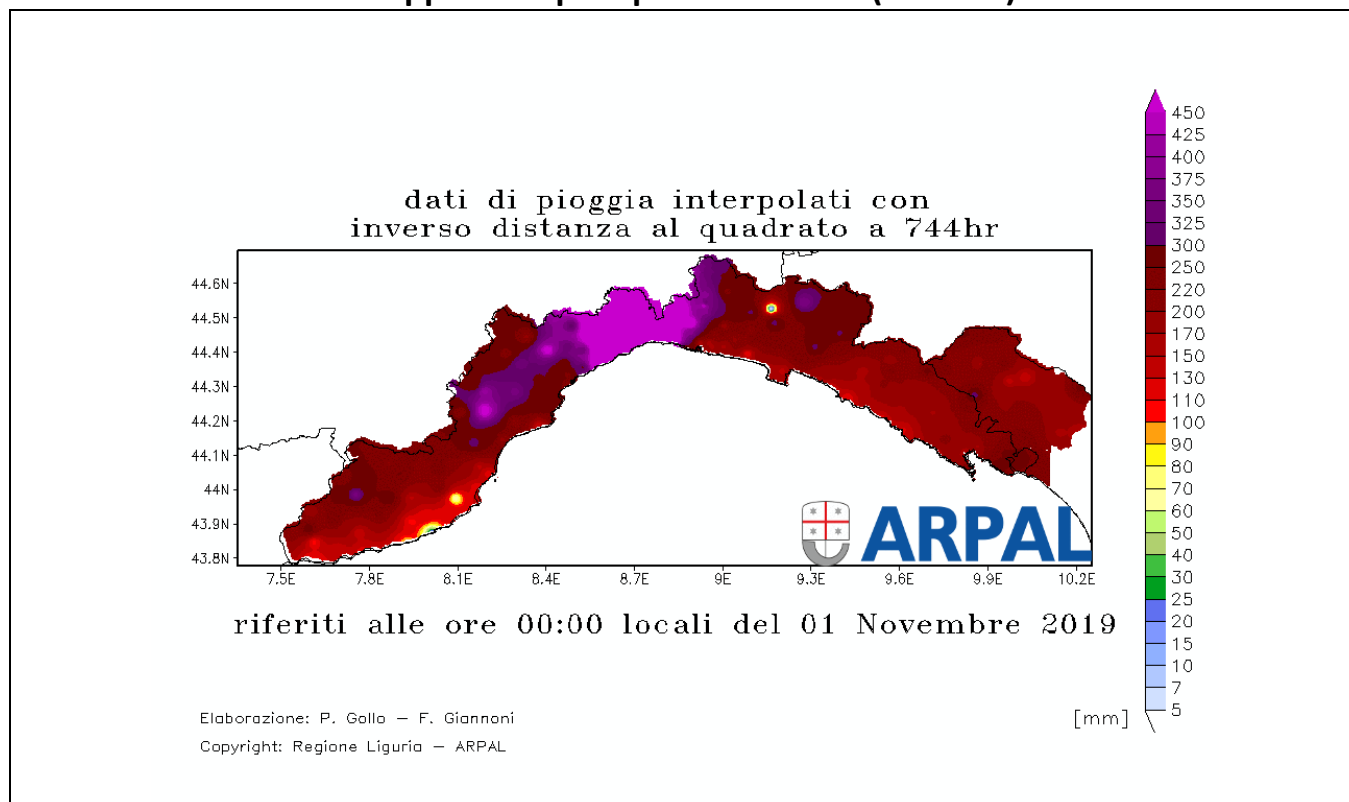 dati di pioggia interpolati con
inverso distanza al quadrato a 744hr
44.6N
44.5N
44.4N
44.3N
44.2N
44.1N
44N
43.9N
43.8N
7.5E 7.8E 8.1E 8.4E 8.7E 9E 9.3E 9.6E 9.9E 10.2E
ARPAL
riferiti alle ore 00:00 locali del 01 Novembre 2019
450
425
400
375
350
325
300
250
220
200
170
150
130
110
100
90
80
70
60
50
40
30
25
20
15
10
7
5
[mm]
Elaborazione: P. Gollo – F. Giannoni
Copyright: Regione Liguria – ARPAL